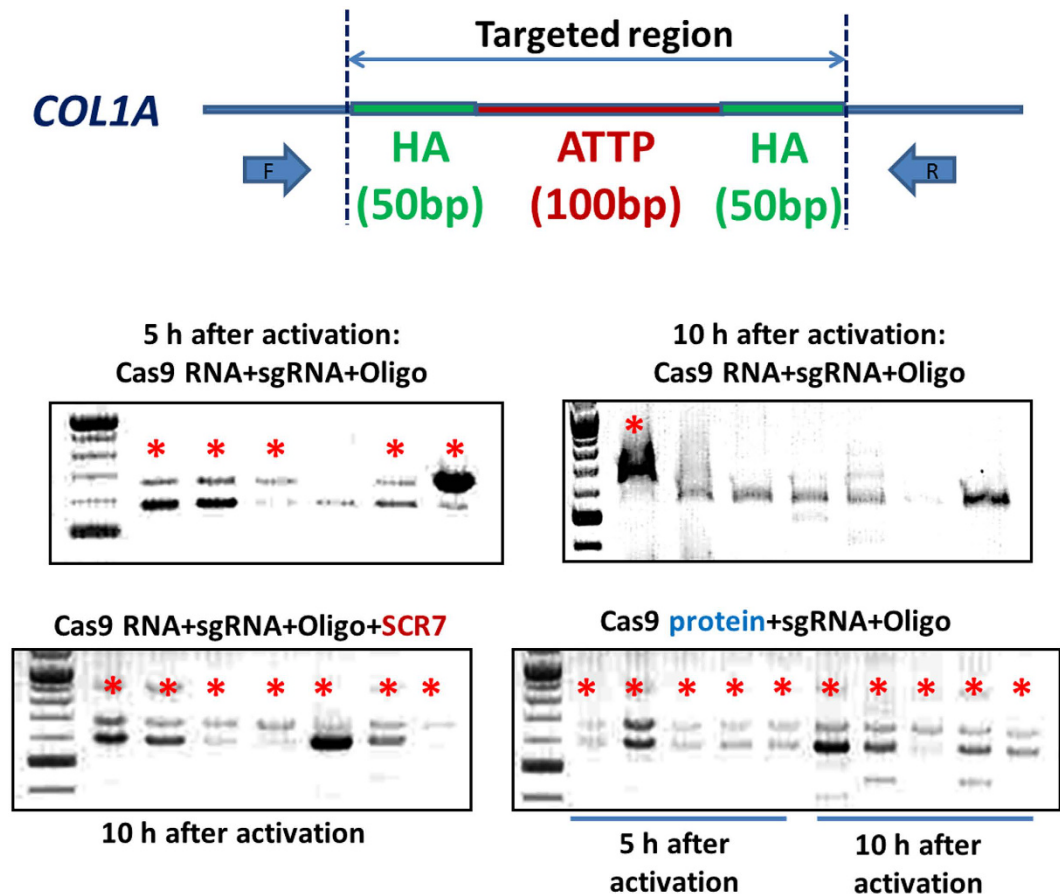 Targeted region
COL1A
HA
(50bp)
ATTP
(100bp)
HA
(50bp)
F
R
5 h after activation:
Cas9 RNA+sgRNA+Oligo
* * * * *
10 h after activation:
Cas9 RNA+sgRNA+Oligo
*
Cas9 RNA+sgRNA+Oligo+SCR7
* * * * * * *
10 h after activation
Cas9 protein+sgRNA+Oligo
* * * * * * * * * *
5 h after
activation
10 h after
activation